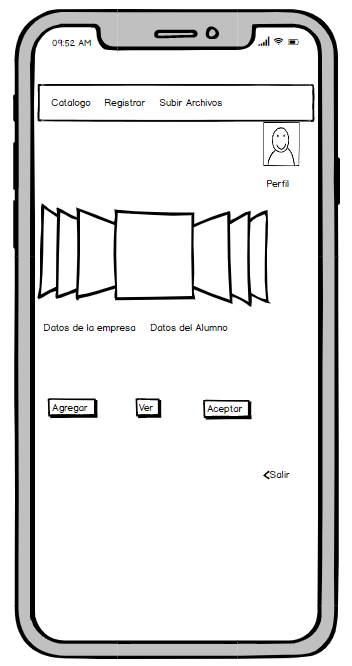 09:52 AM
Catalogo Registrar Subir Archivos
Perfil
Datos de la empresa Datos del Alumno
Agregar Ver Aceptar
<Salir